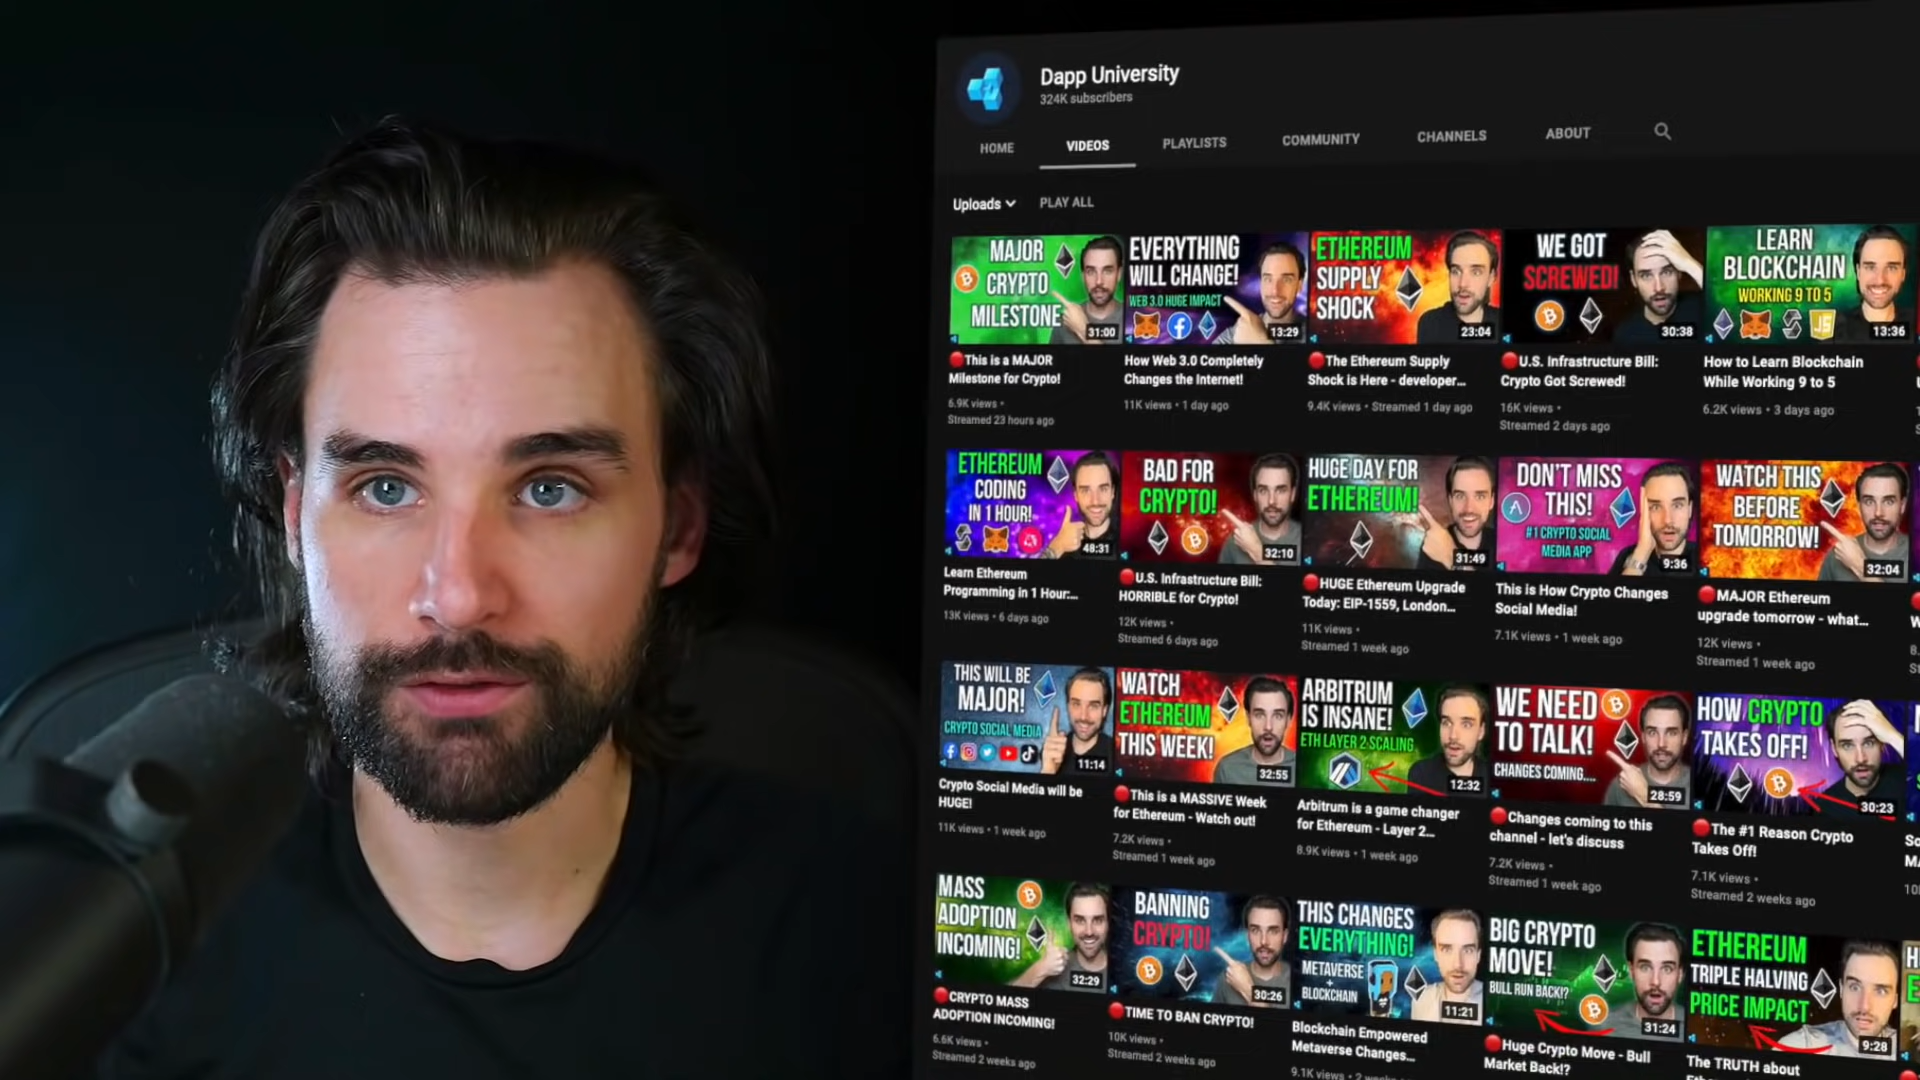 Dapp University
324K subscribers
HOME VIDEOS PLAYLISTS COMMUNITY CHANNELS ABOUT
Uploads PLAY ALL
MAJOR
CRYPTO
MILESTONE
31:00
This is a MAJOR
Milestone for Crypto!
6.9K views •
Streamed 23 hours ago
EVERYTHING
WILL CHANGE!
WEB 3.0 HUGE IMPACT
13:29
How Web 3.0 Completely
Changes the Internet!
11K views • 1 day ago
ETHEREUM
SUPPLY
SHOCK
23:04
The Ethereum Supply
Shock is Here - developer...
9.4K views • Streamed 1 day ago
WE GOT
SCREWED!
30:38
U.S. Infrastructure Bill:
Crypto Got Screwed!
16K views •
Streamed 2 days ago
LEARN
BLOCKCHAIN
WORKING 9 TO 5
JS
13:36
How to Learn Blockchain
While Working 9 to 5
6.2K views • 3 days ago
ETHEREUM
CODING
IN 1 HOUR!
48:31
Learn Ethereum
Programming in 1 Hour:...
13K views • 6 days ago
BAD FOR
CRYPTO!
32:10
U.S. Infrastructure Bill:
HORRIBLE for Crypto!
12K views •
Streamed 6 days ago
HUGE DAY FOR
ETHEREUM!
31:49
HUGE Ethereum Upgrade
Today: EIP-1559, London...
11K views •
Streamed 1 week ago
DON'T MISS
THIS!
#1 CRYPTO SOCIAL
MEDIA APP
9:36
This is How Crypto Changes
Social Media!
7.1K views • 1 week ago
WATCH THIS
BEFORE
TOMORROW!
32:04
MAJOR Ethereum
upgrade tomorrow - what...
12K views •
Streamed 1 week ago
THIS WILL BE
MAJOR!
CRYPTO SOCIAL MEDIA
11:14
Crypto Social Media will be
HUGE!
11K views • 1 week ago
WATCH
ETHEREUM
THIS WEEK!
32:55
This is a MASSIVE Week
for Ethereum - Watch out!
7.2K views •
Streamed 1 week ago
ARBITRUM
IS INSANE!
ETH LAYER 2 SCALING
12:32
Arbitrum is a game changer
for Ethereum - Layer 2...
8.9K views • 1 week ago
WE NEED
TO TALK!
CHANGES COMING....
28:59
Changes coming to this
channel - let's discuss
7.2K views •
Streamed 1 week ago
HOW CRYPTO
TAKES OFF!
30:23
The #1 Reason Crypto
Takes Off!
7.1K views •
Streamed 2 weeks ago
MASS
ADOPTION
INCOMING!
32:29
CRYPTO MASS
ADOPTION INCOMING!
6.6K views •
Streamed 2 weeks ago
BANNING
CRYPTO!
30:26
TIME TO BAN CRYPTO!
10K views •
Streamed 2 weeks ago
THIS CHANGES
EVERYTHING!
METAVERSE
+
BLOCKCHAIN
11:21
Blockchain Empowered
Metaverse Changes...
9.1K views • 2 weeks ago
BIG CRYPTO
MOVE!
BULL RUN BACK!?
31:24
Huge Crypto Move - Bull
Market Back!?
ETHEREUM
TRIPLE HALVING
PRICE IMPACT
9:28
The TRUTH about